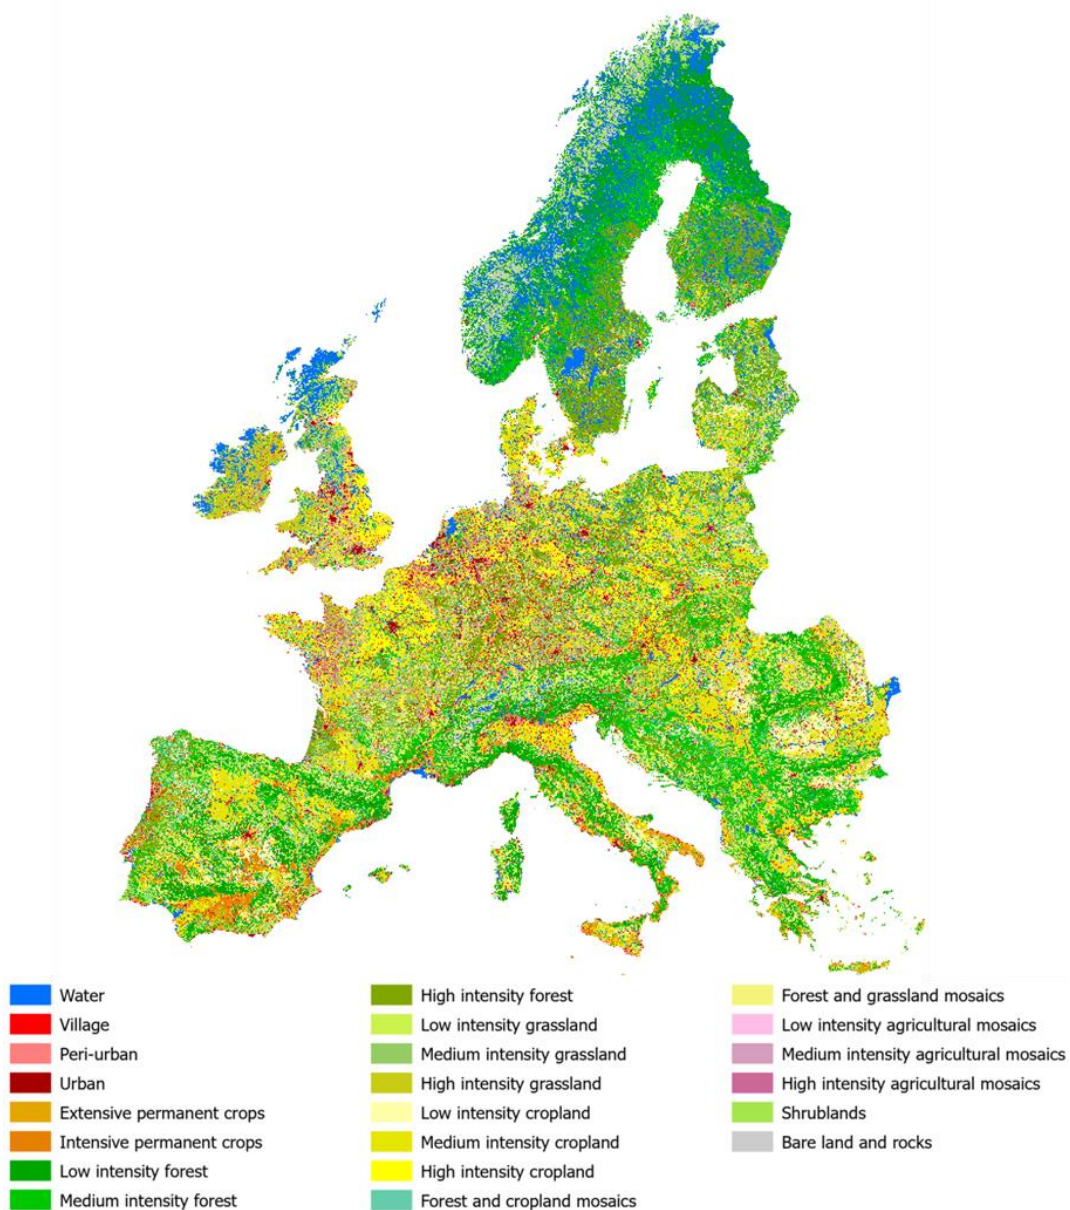 Water
Village
Peri-urban
Urban
Extensive permanent crops
Intensive permanent crops
Low intensity forest
Medium intensity forest
High intensity forest
Low intensity grassland
Medium intensity grassland
High intensity grassland
Low intensity cropland
Medium intensity cropland
High intensity cropland
Forest and cropland mosaics
Forest and grassland mosaics
Low intensity agricultural mosaics
Medium intensity agricultural mosaics
High intensity agricultural mosaics
Shrublands
Bare land and rocks